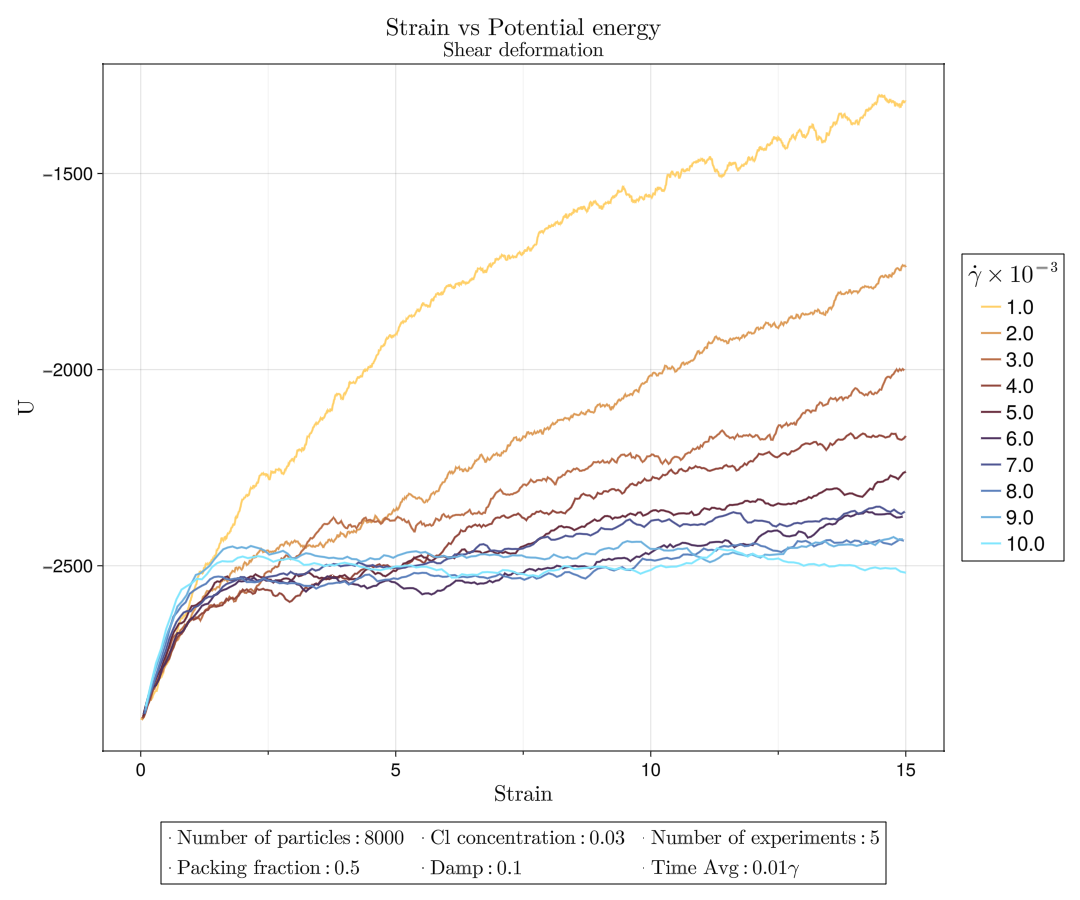 Strain vs Potential energy
Shear deformation
−1500
−2000
−2500
U
0
5
10
15
Strain
γ̇ × 10⁻³
1.0
2.0
3.0
4.0
5.0
6.0
7.0
8.0
9.0
10.0
· Number of particles : 8000 · Cl concentration : 0.03 · Number of experiments : 5
· Packing fraction : 0.5 · Damp : 0.1 · Time Avg : 0.01γ